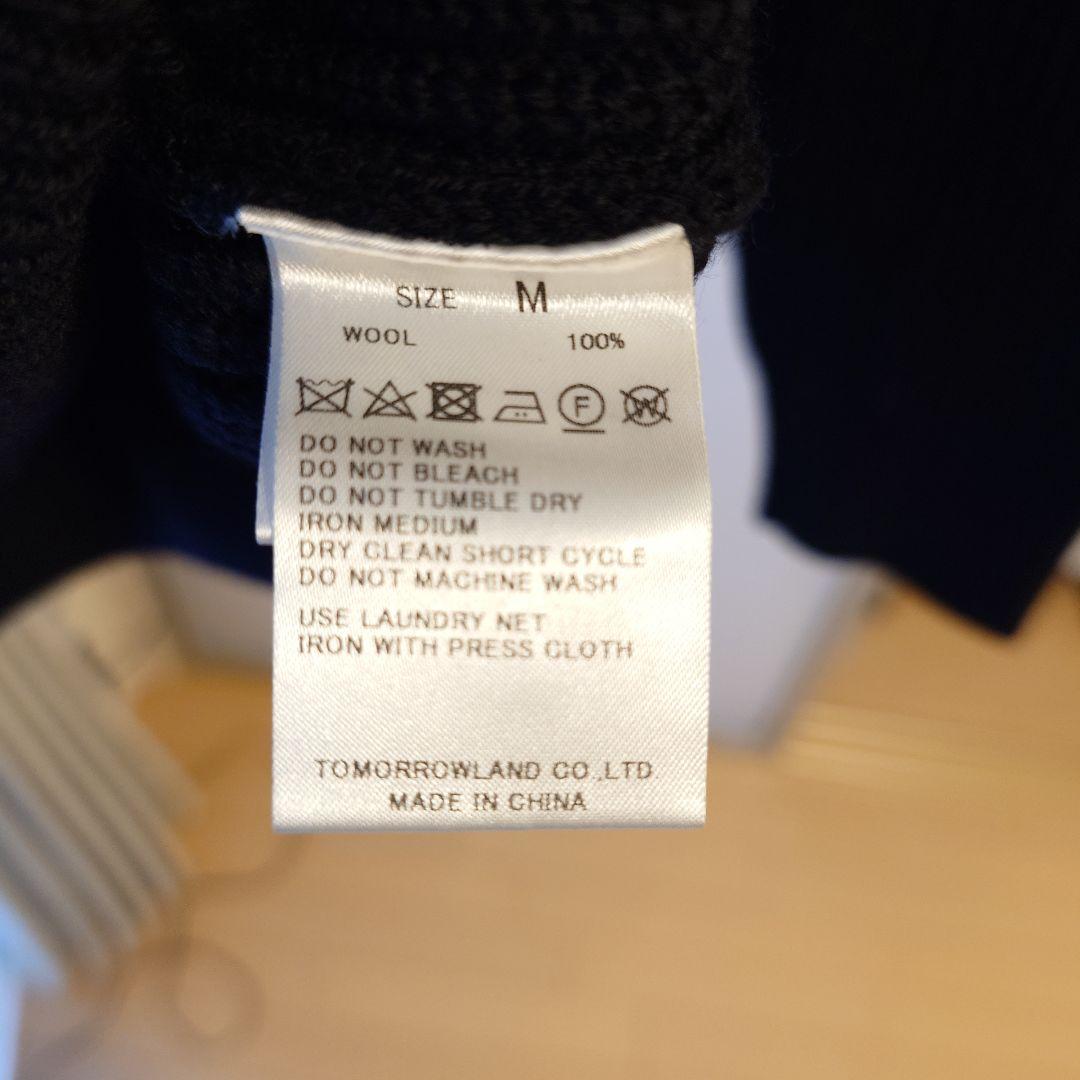 SIZE M
WOOL 100%
F W
DO NOT WASH
DO NOT BLEACH
DO NOT TUMBLE DRY
IRON MEDIUM
DRY CLEAN SHORT CYCLE
DO NOT MACHINE WASH
USE LAUNDRY NET
IRON WITH PRESS CLOTH
TOMORROWLAND CO.,LTD.
MADE IN CHINA